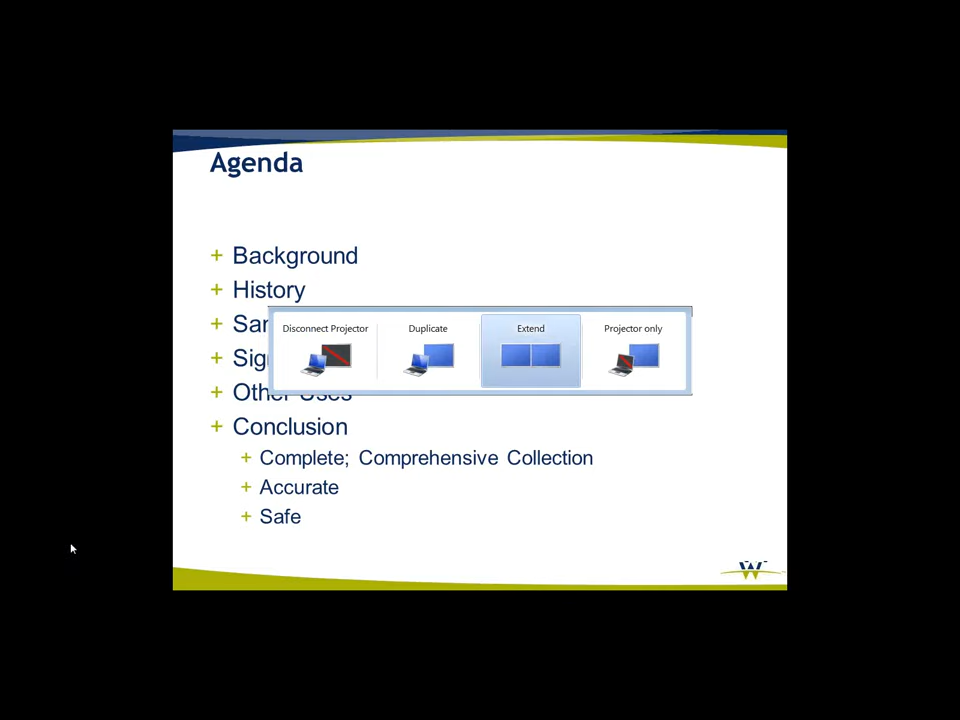 Agenda
+ Background
+ History
Disconnect Projector Duplicate Extend Projector only
+ Conclusion
+ Complete; Comprehensive Collection
+ Accurate
+ Safe
W